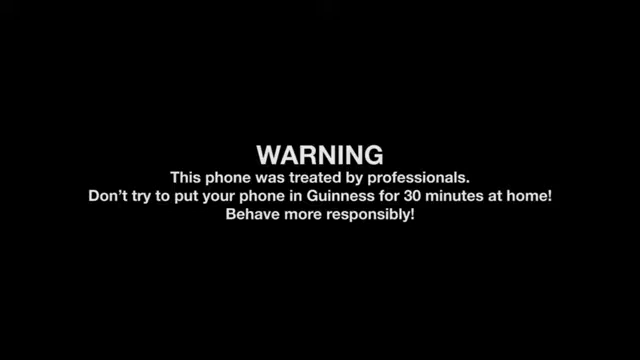 WARNING
This phone was treated by professionals.
Don't try to put your phone in Guinness for 30 minutes at home!
Behave more responsibly!